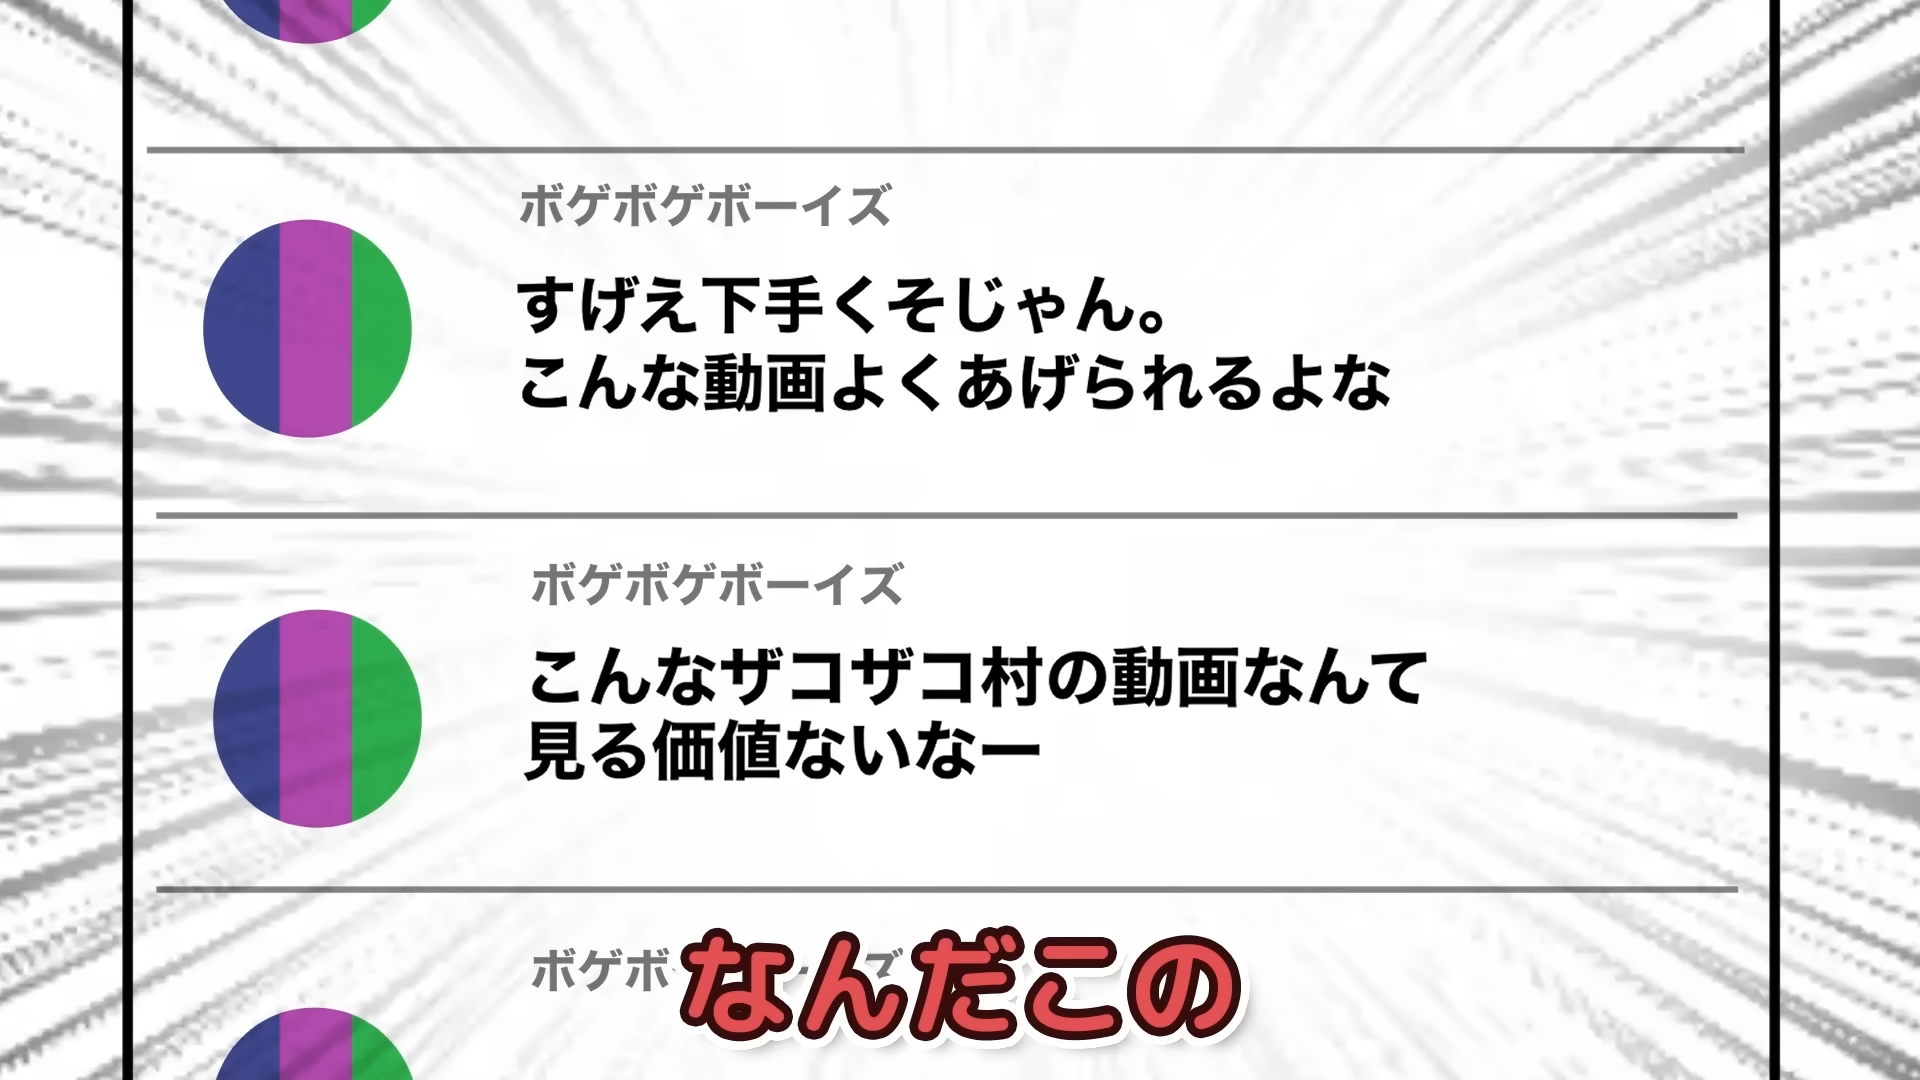 ボゲボゲボーイズ
すげえ下手くそじゃん。
こんな動画よくあげられるよな
ボゲボゲボーイズ
こんなザコザコ村の動画なんて
見る価値ないなー
ボゲボ
なんだこの